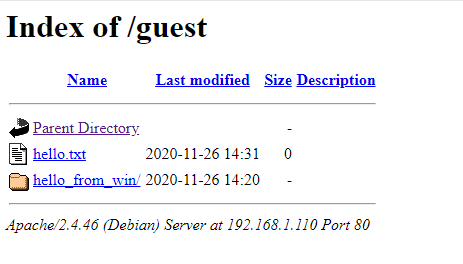 Index of /guest
Name Last modified Size Description
Parent Directory -
hello.txt 2020-11-26 14:31 0
hello_from_win/ 2020-11-26 14:20 -
Apache/2.4.46 (Debian) Server at 192.168.1.110 Port 80